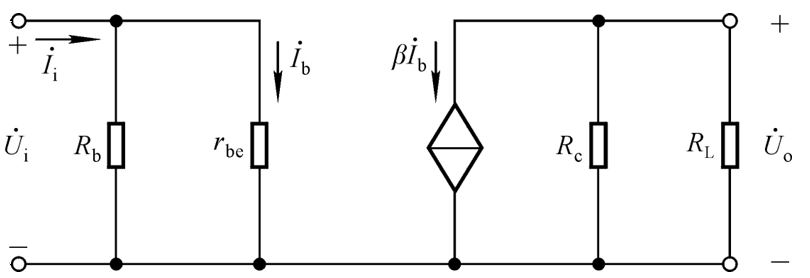 + İi İb βİb +
U̇i Rb rbe Rc RL U̇o
− −